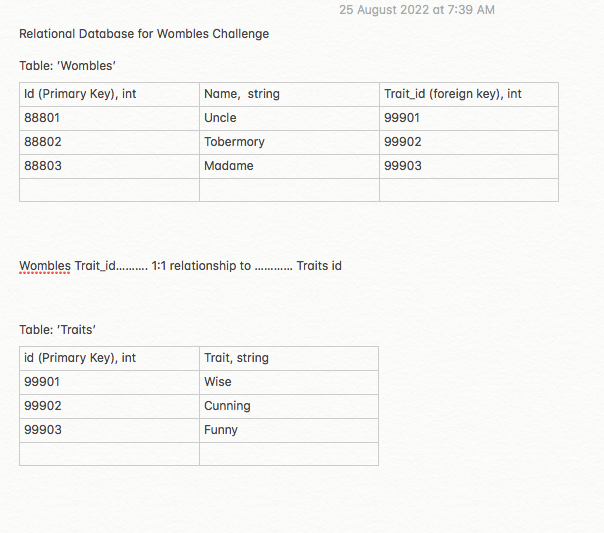 25 August 2022 at 7:39 AM
Relational Database for Wombles Challenge
Table: ‘Wombles’
Id (Primary Key), int Name,  string Trait_id (foreign key), int
88801 Uncle 99901
88802 Tobermory 99902
88803 Madame 99903
Wombles Trait_id………. 1:1 relationship to ………… Traits id
Table: ‘Traits’
id (Primary Key), int Trait, string
99901 Wise
99902 Cunning
99903 Funny